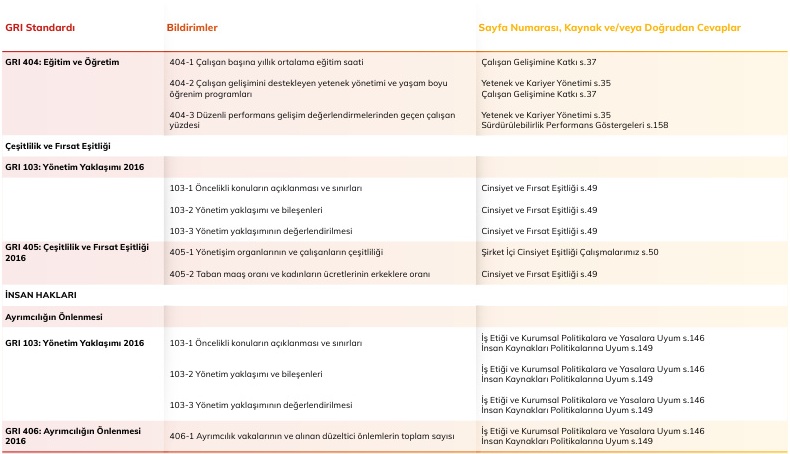 GRI Standardı Bildirimleri Sayfa Numarası, Kaynak ve/veya Doğrudan Cevaplar
GRI 404: Eğitim ve Öğretim 404-1 Çalışan başına yıllık ortalama eğitim saati Çalışan Gelişimine Katkı s.37
404-2 Çalışan gelişimini destekleyen yetenek yönetimi ve yaşam boyu Yetenek ve Kariyer Yönetimi s.35
öğrenim programları Çalışan Gelişimine Katkı s.37
404-3 Düzenli performans gelişim değerlendirmelerinden geçen çalışan Yetenek ve Kariyer Yönetimi s.35
yüzdesi Sürdürülebilirlik Performans Göstergeleri s.158
Çeşitlilik ve Fırsat Eşitliği
GRI 103: Yönetim Yaklaşımı 2016
103-1 Öncelikli konuların açıklanması ve sınırları Cinsiyet ve Fırsat Eşitliği s.49
103-2 Yönetim yaklaşımı ve bileşenleri Cinsiyet ve Fırsat Eşitliği s.49
103-3 Yönetim yaklaşımının değerlendirilmesi Cinsiyet ve Fırsat Eşitliği s.49
GRI 405: Çeşitlilik ve Fırsat Eşitliği
2016
405-1 Yönetişim organlarının ve çalışanların çeşitliliği Şirket İçi Cinsiyet Eşitliği Çalışmalarımız s.50
405-2 Taban maaş oranı ve kadınların ücretlerinin erkeklere oranı Cinsiyet ve Fırsat Eşitliği s.49
İNSAN HAKLARI
Ayrımcılığın Önlenmesi
GRI 103: Yönetim Yaklaşımı 2016 103-1 Öncelikli konuların açıklanması ve sınırları İş Etiği ve Kurumsal Politikalara ve Yasalara Uyum s.146
İnsan Kaynakları Politikalarına Uyum s.149
103-2 Yönetim yaklaşımı ve bileşenleri İş Etiği ve Kurumsal Politikalara ve Yasalara Uyum s.146
İnsan Kaynakları Politikalarına Uyum s.149
103-3 Yönetim yaklaşımının değerlendirilmesi İş Etiği ve Kurumsal Politikalara ve Yasalara Uyum s.146
İnsan Kaynakları Politikalarına Uyum s.149
GRI 406: Ayrımcılığın Önlenmesi
2016
406-1 Ayrımcılık vakalarının ve alınan düzeltici önlemlerin toplam sayısı İş Etiği ve Kurumsal Politikalara ve Yasalara Uyum s.146
İnsan Kaynakları Politikalarına Uyum s.149